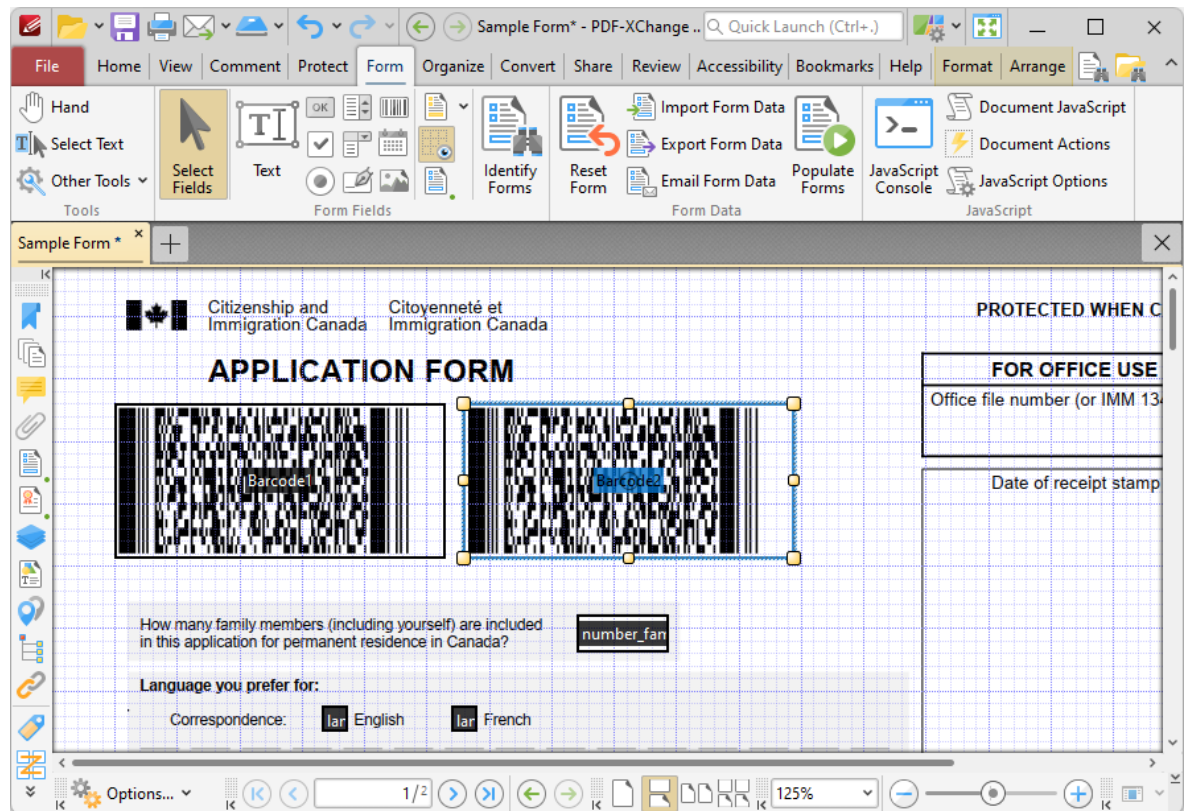 Sample Form* - PDF-XChange ..
Quick Launch (Ctrl+.)
File Home View Comment Protect Form Organize Convert Share Review Accessibility Bookmarks Help Format Arrange
Hand
Select Text
Other Tools
Tools
Select Fields
Text
OK
Form Fields
Identify Forms
Reset Form
Import Form Data
Export Form Data
Email Form Data
Populate Forms
Form Data
JavaScript Console
Document JavaScript
Document Actions
JavaScript Options
JavaScript
Sample Form *
Citizenship and Citoyenneté et
Immigration Canada Immigration Canada
PROTECTED WHEN C
APPLICATION FORM
FOR OFFICE USE
Office file number (or IMM 134
Barcode1
Barcode2
Date of receipt stamp
How many family members (including yourself) are included
in this application for permanent residence in Canada?
number_fam
Language you prefer for:
Correspondence: lar English lar French
Options... 1/2 125%